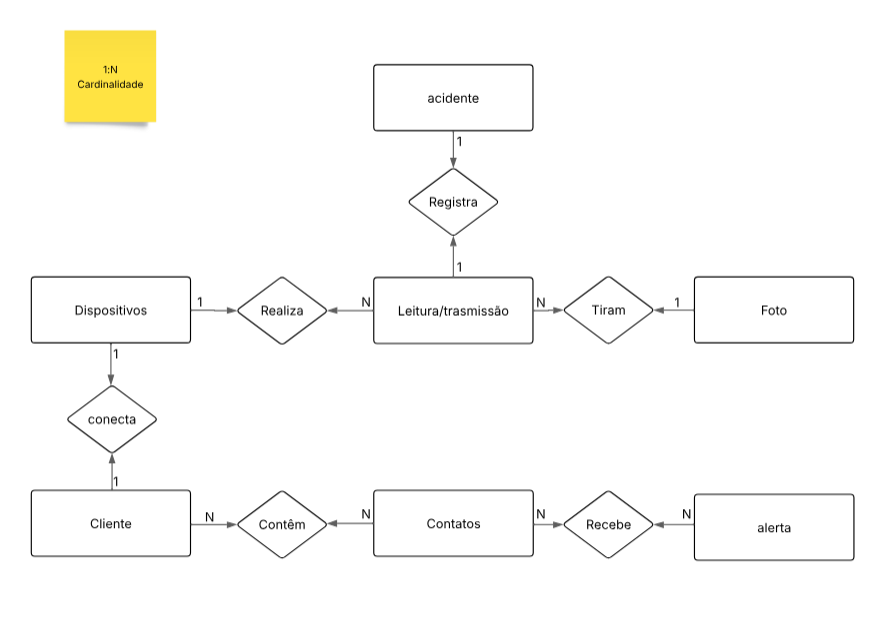 1:N
Cardinalidade
acidente
1
Registra
1
Dispositivos
1
Realiza
N
Leitura/trasmissão
N
Tiram
1
Foto
1
conecta
1
Cliente
N
Contêm
N
Contatos
N
Recebe
N
alerta